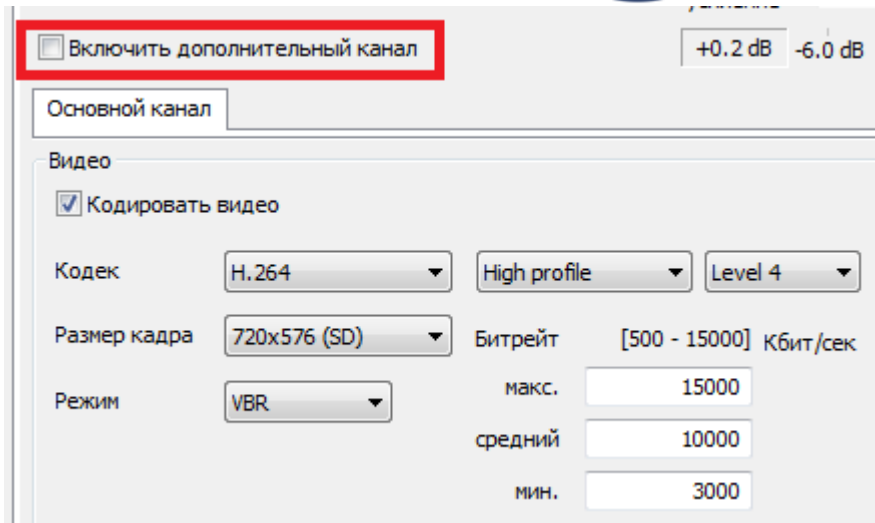 Включить дополнительный канал
+0.2 dB -6.0 dB
Основной канал
Видео
Кодировать видео
Кодек H.264 High profile Level 4
Размер кадра 720x576 (SD) Битрейт [500 - 15000] Кбит/сек
макс. 15000
Режим VBR
средний 10000
мин. 3000